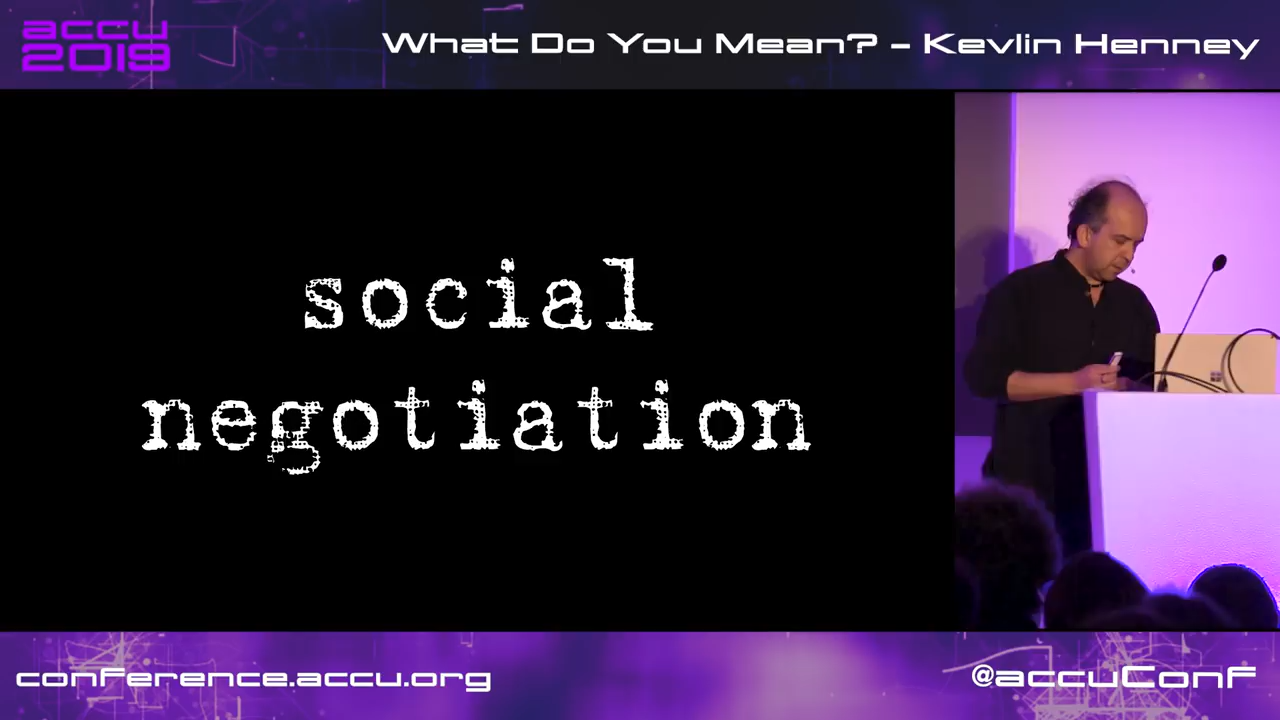 accu
2019
What Do You Mean? - Kevlin Henney
social
negotiation
conference.accu.org
@accuConf